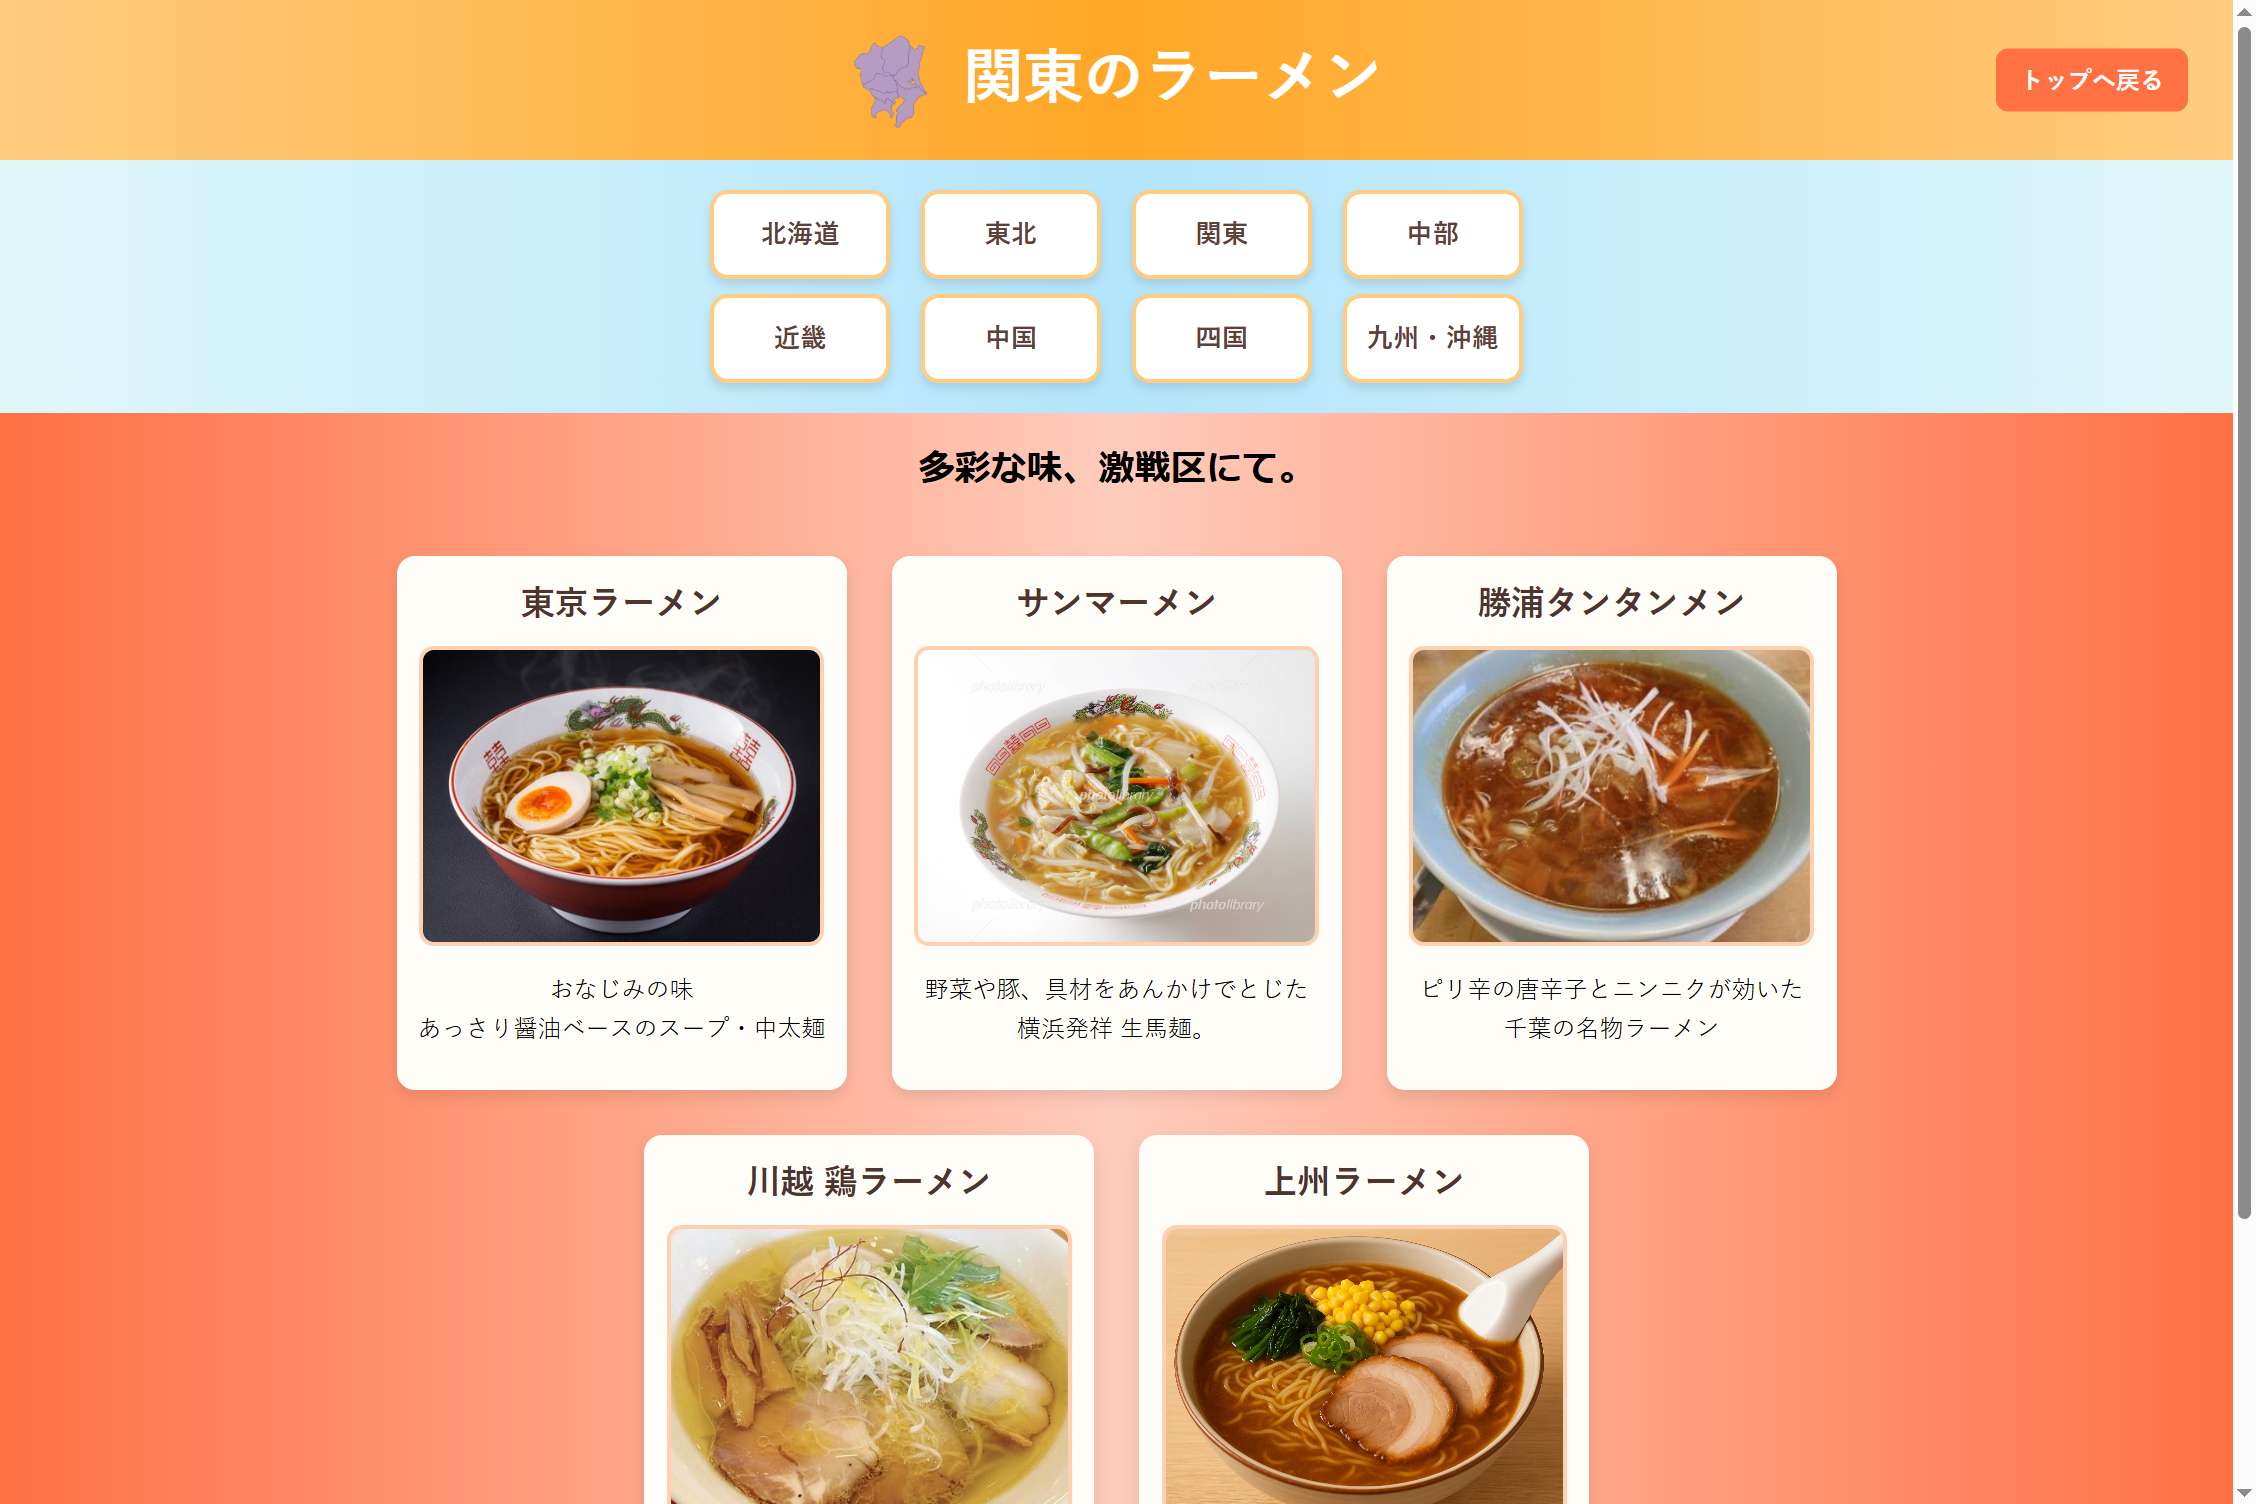 関東のラーメン
トップへ戻る
北海道
東北
関東
中部
近畿
中国
四国
九州・沖縄
多彩な味、激戦区にて。
東京ラーメン
サンマーメン
勝浦タンタンメン
photolibrary
photolibrary
photolibrary
photolibrary
photolibrary
おなじみの味
あっさり醤油ベースのスープ・中太麺
野菜や豚、具材をあんかけでとじた
横浜発祥 生馬麺。
ピリ辛の唐辛子とニンニクが効いた
千葉の名物ラーメン
川越 鶏ラーメン
上州ラーメン